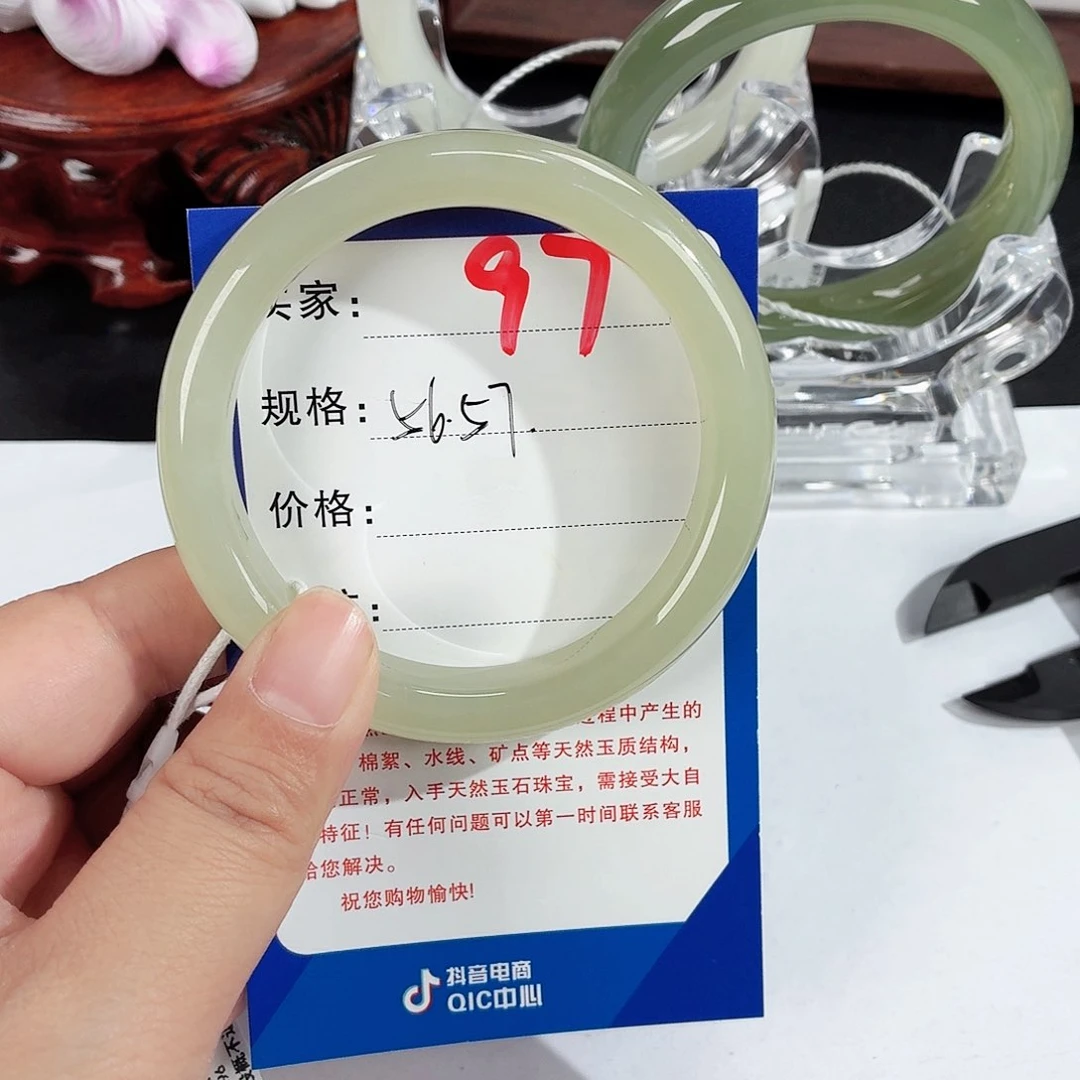 家： 97
规格： 56.57.
价格：
：
过程中产生的
棉絮、水线、矿点等天然玉质结构，
正常，入手天然玉石珠宝，需接受大自
特征！有任何问题可以第一时间联系客服
给您解决。
祝您购物愉快!
抖音电商
QIC中心